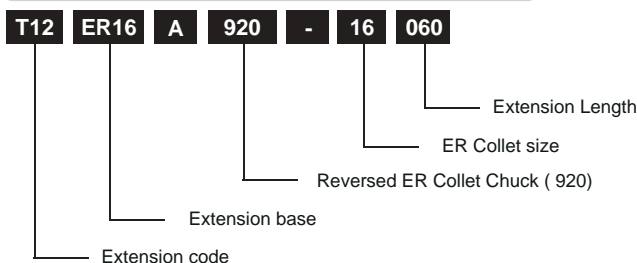 T12 ER16 A 920 - 16 060
Extension Length
ER Collet size
Reversed ER Collet Chuck ( 920)
Extension base
Extension code